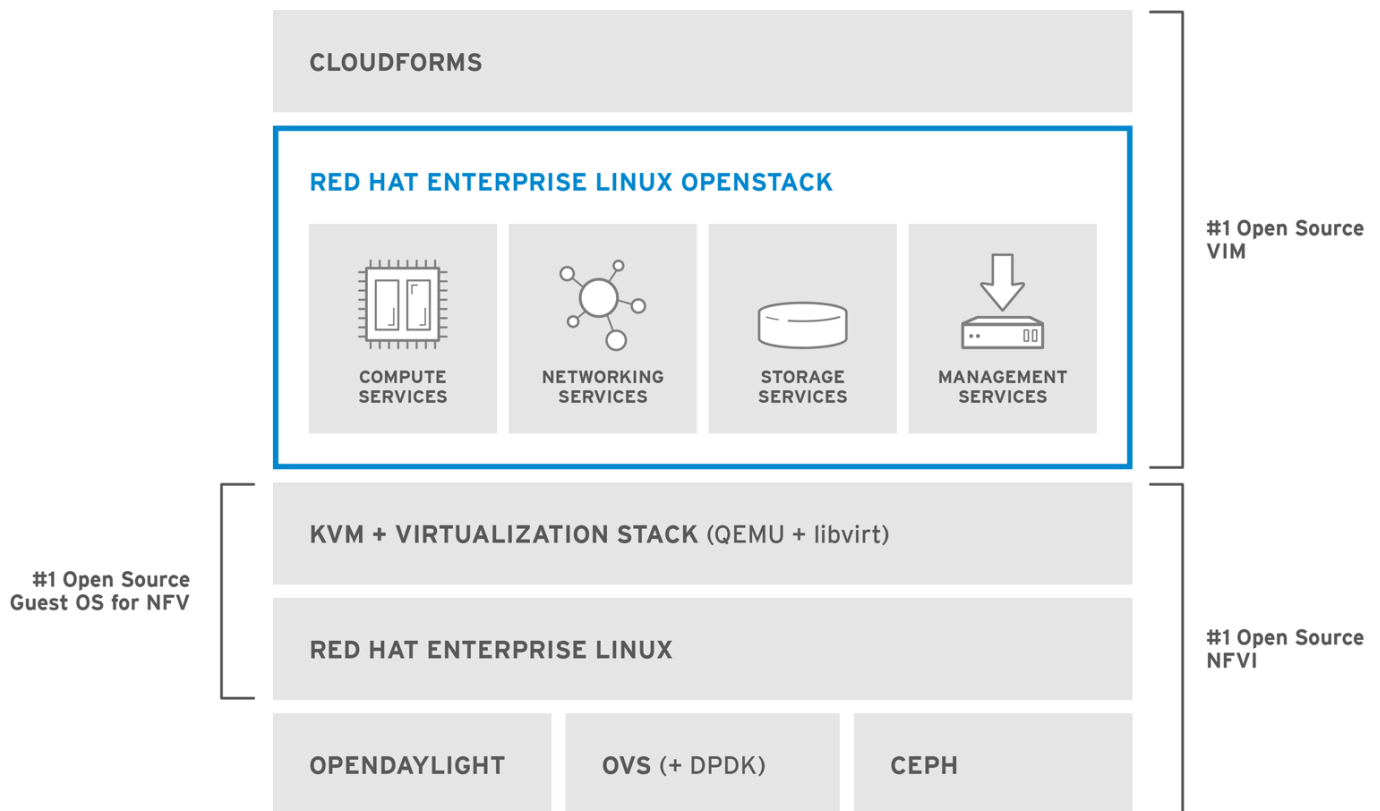 CLOUDFORMS
RED HAT ENTERPRISE LINUX OPENSTACK
COMPUTE
SERVICES
NETWORKING
SERVICES
STORAGE
SERVICES
MANAGEMENT
SERVICES
#1 Open Source
VIM
KVM + VIRTUALIZATION STACK (QEMU + libvirt)
#1 Open Source
Guest OS for NFV
RED HAT ENTERPRISE LINUX
#1 Open Source
NFVI
OPENDAYLIGHT
OVS (+ DPDK)
CEPH